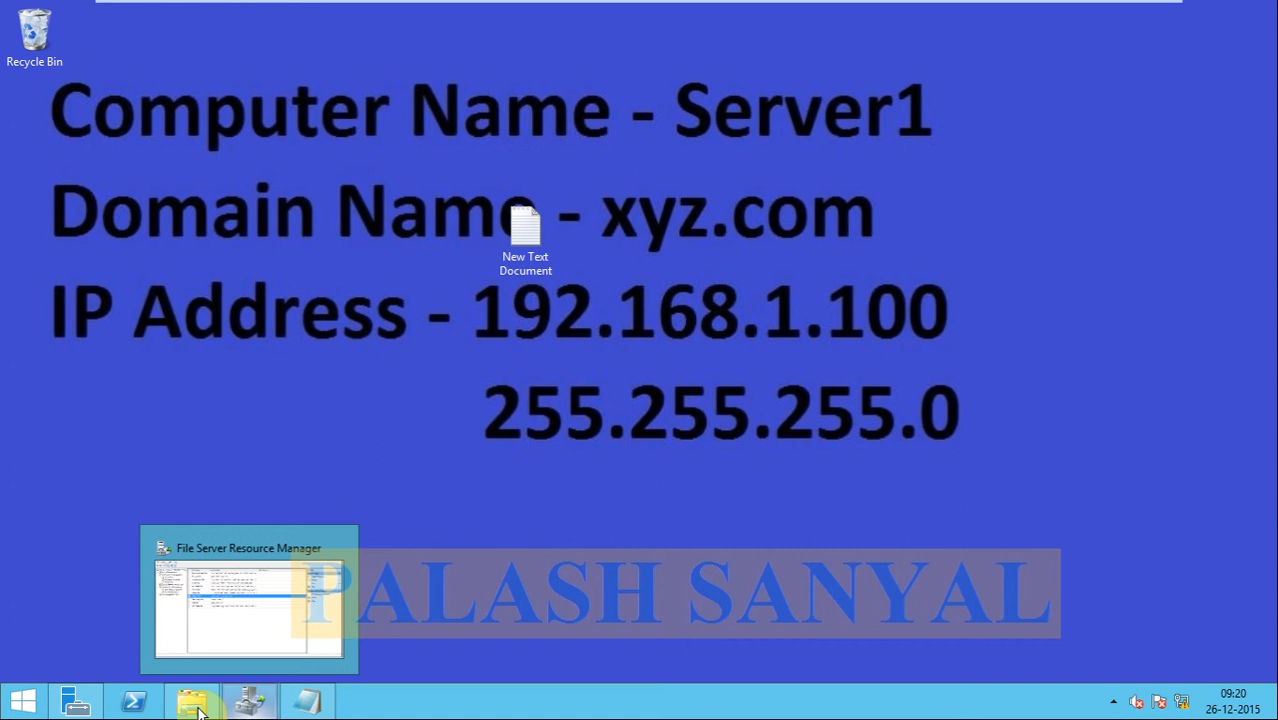 Recycle Bin
Computer Name - Server1
Domain Name - xyz.com
New Text
Document
IP Address - 192.168.1.100
255.255.255.0
File Server Resource Manager
PALASH SANYAL
09:20
26-12-2015